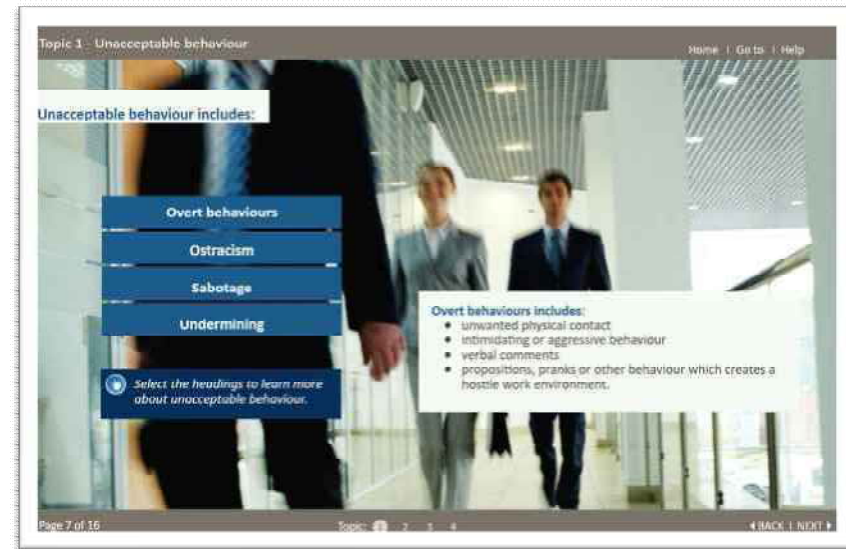 Topic 1 - Unacceptable behaviour
Home | Go to | Help
Unacceptable behaviour includes:
Overt behaviours
Ostracism
Sabotage
Undermining
Select the headings to learn more
about unacceptable behaviour.
Overt behaviours includes:
• unwanted physical contact
• intimidating or aggressive behaviour
• verbal comments
• propositions, pranks or other behaviour which creates a
hostile work environment.
Page 7 of 16
Topic: 1 2 3 4
BACK | NEXT